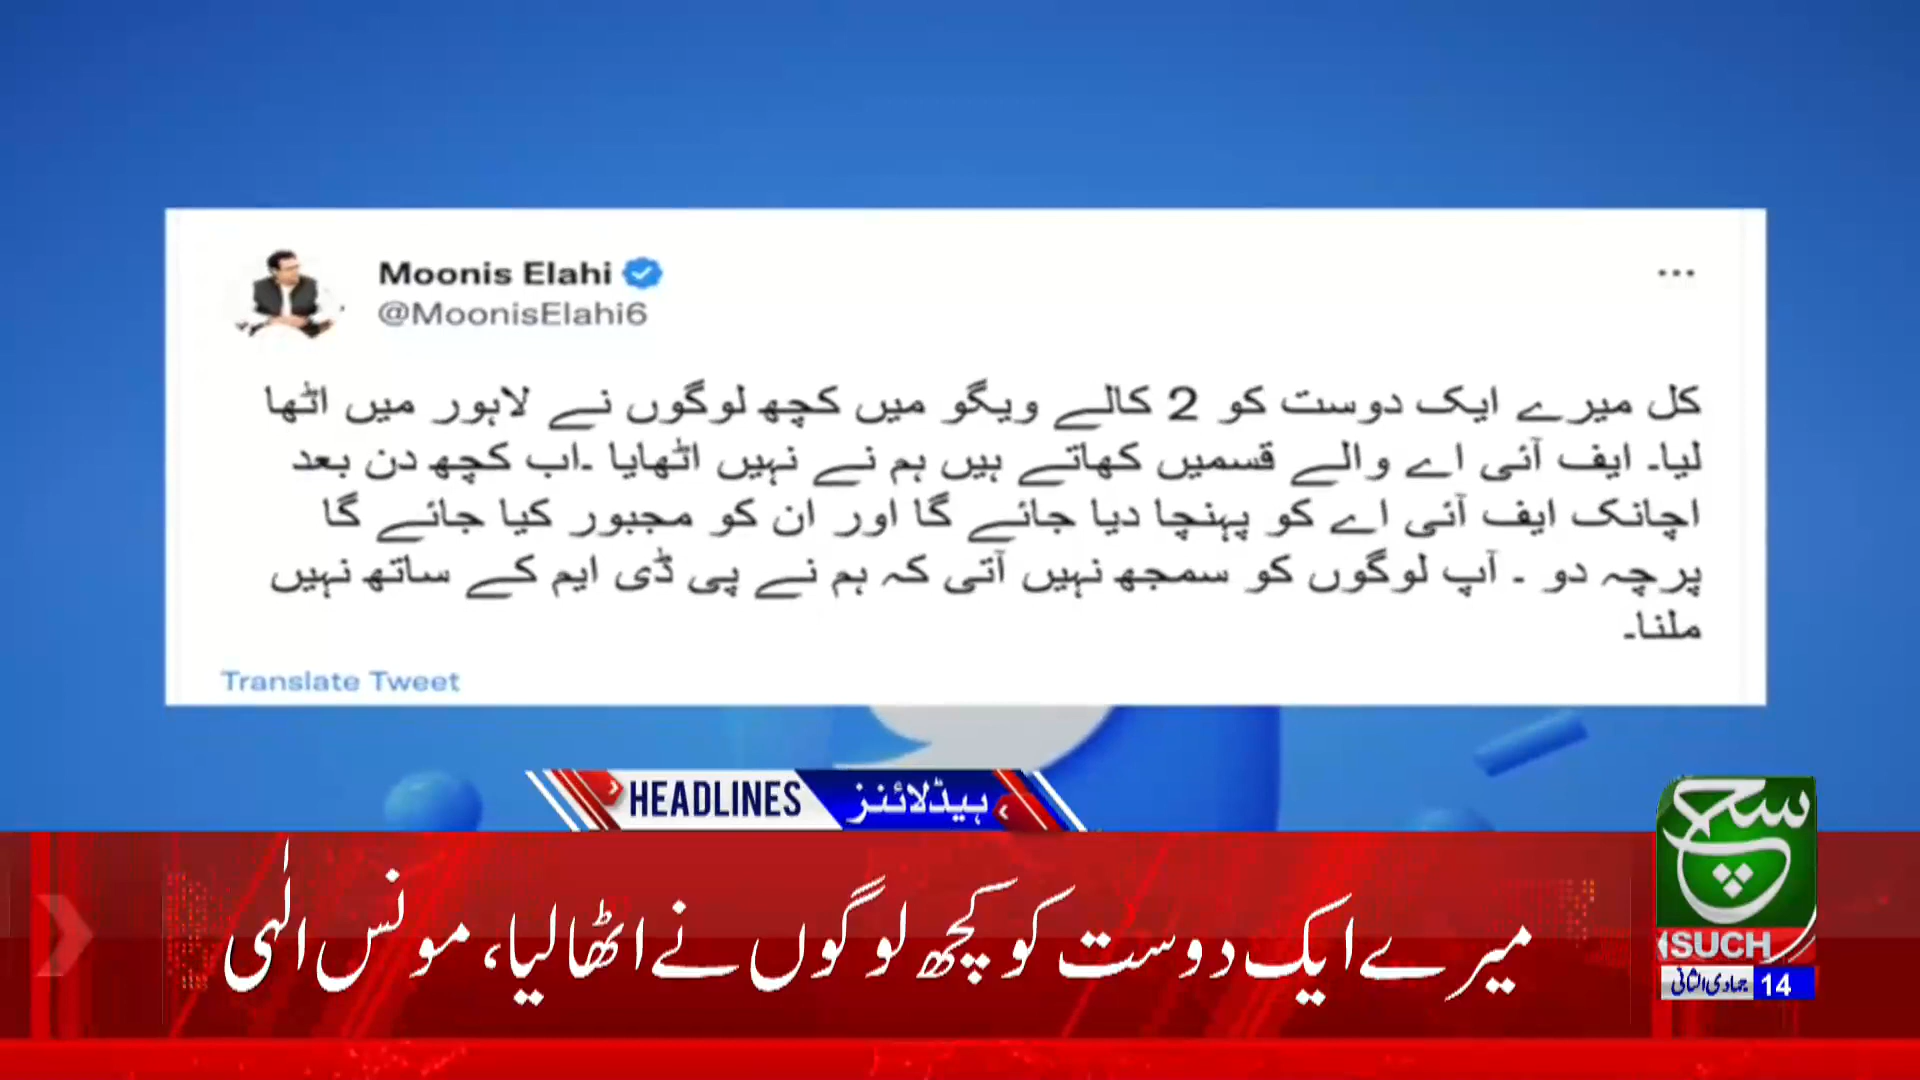 Moonis Elahi
@MoonisElahi6
کل میرے ایک دوست کو 2 کالے ویگو میں کچھ لوگوں نے لاہور میں اٹھا
لیا۔ ایف آئی اے والے قسمیں کھاتے ہیں ہم نے نہیں اٹھایا ۔اب کچھ دن بعد
اچانک ایف آئی اے کو پہنچا دیا جائے گا اور ان کو مجبور کیا جائے گا
پرچہ دو ۔ آپ لوگوں کو سمجھ نہیں آتی کہ ہم نے پی ڈی ایم کے ساتھ نہیں
ملنا۔
Translate Tweet
HEADLINES ہیڈلائنز
میرے ایک دوست کو کچھ لوگوں نے اٹھا لیا، مونس الٰہی
سچ
SUCH
14 جمادی الثانی